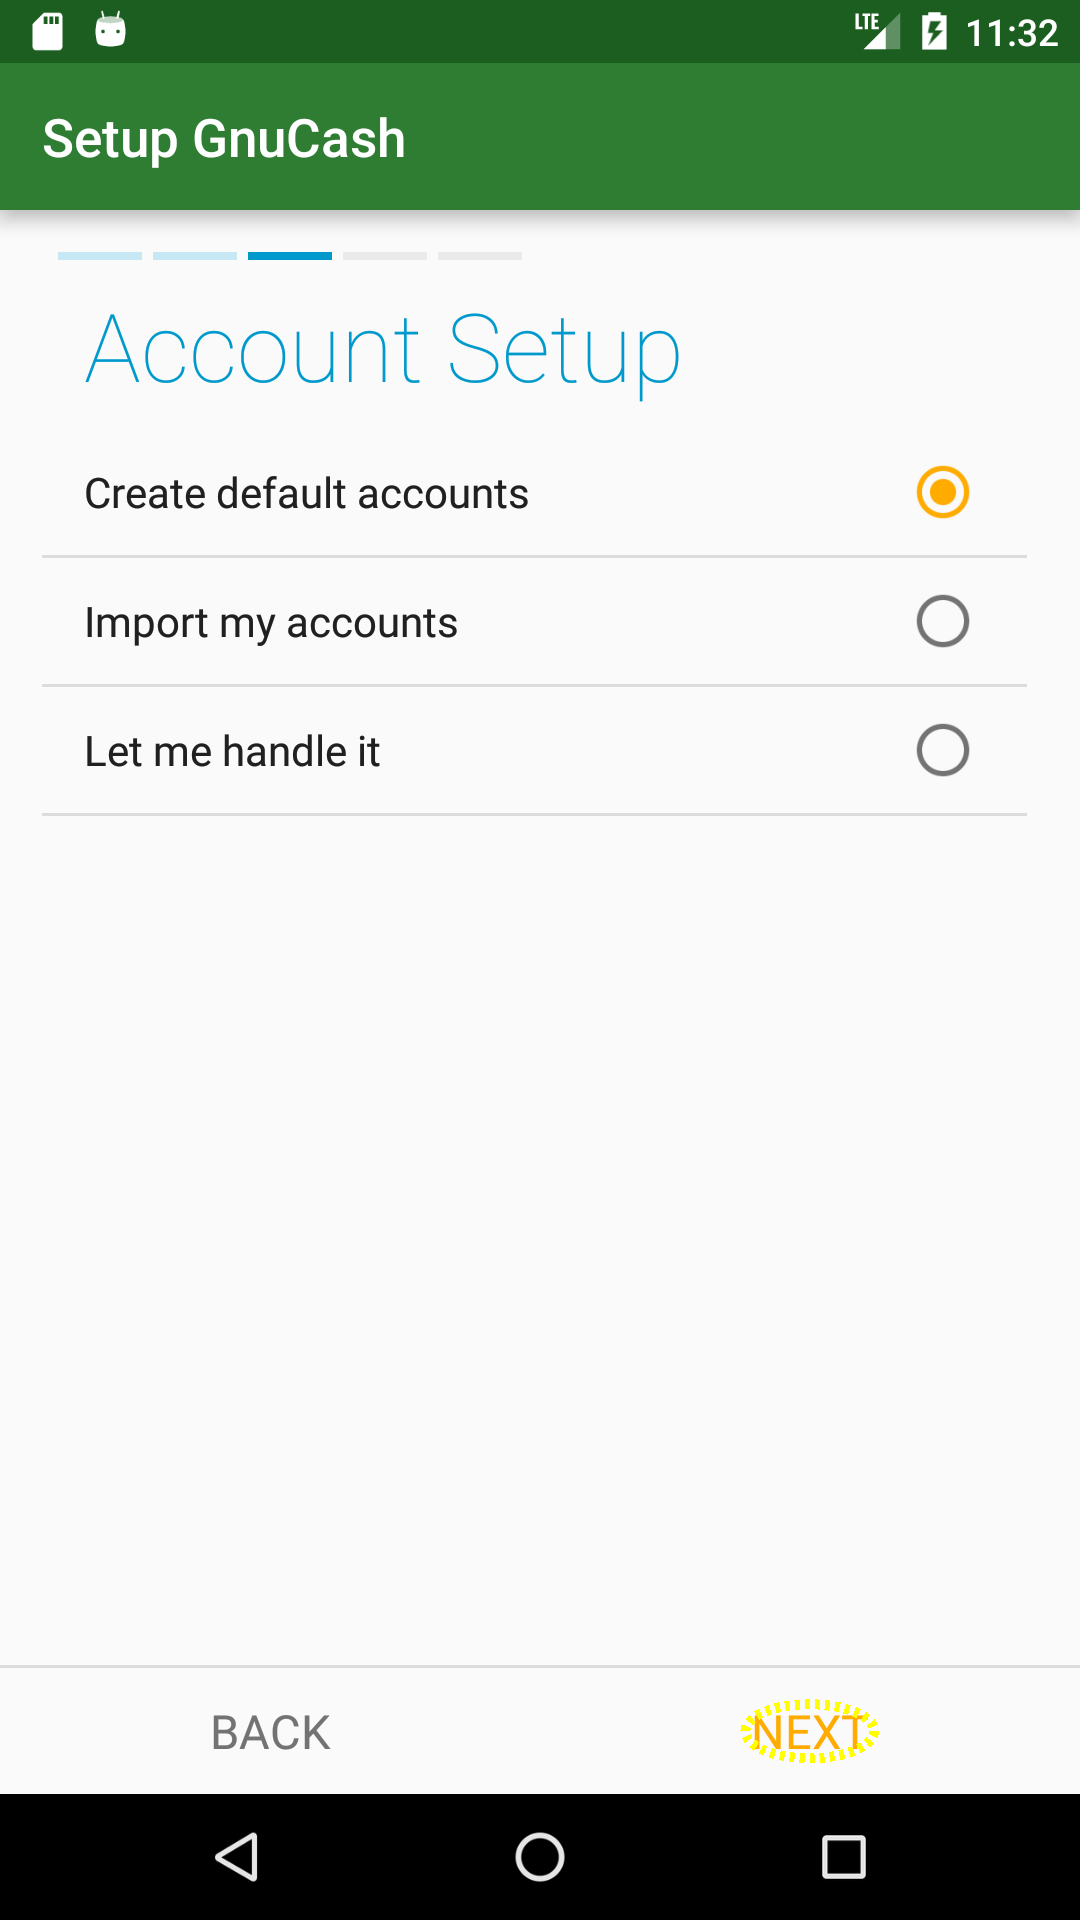 LTE 11:32
Setup GnuCash
Account Setup
Create default accounts
Import my accounts
Let me handle it
BACK NEXT